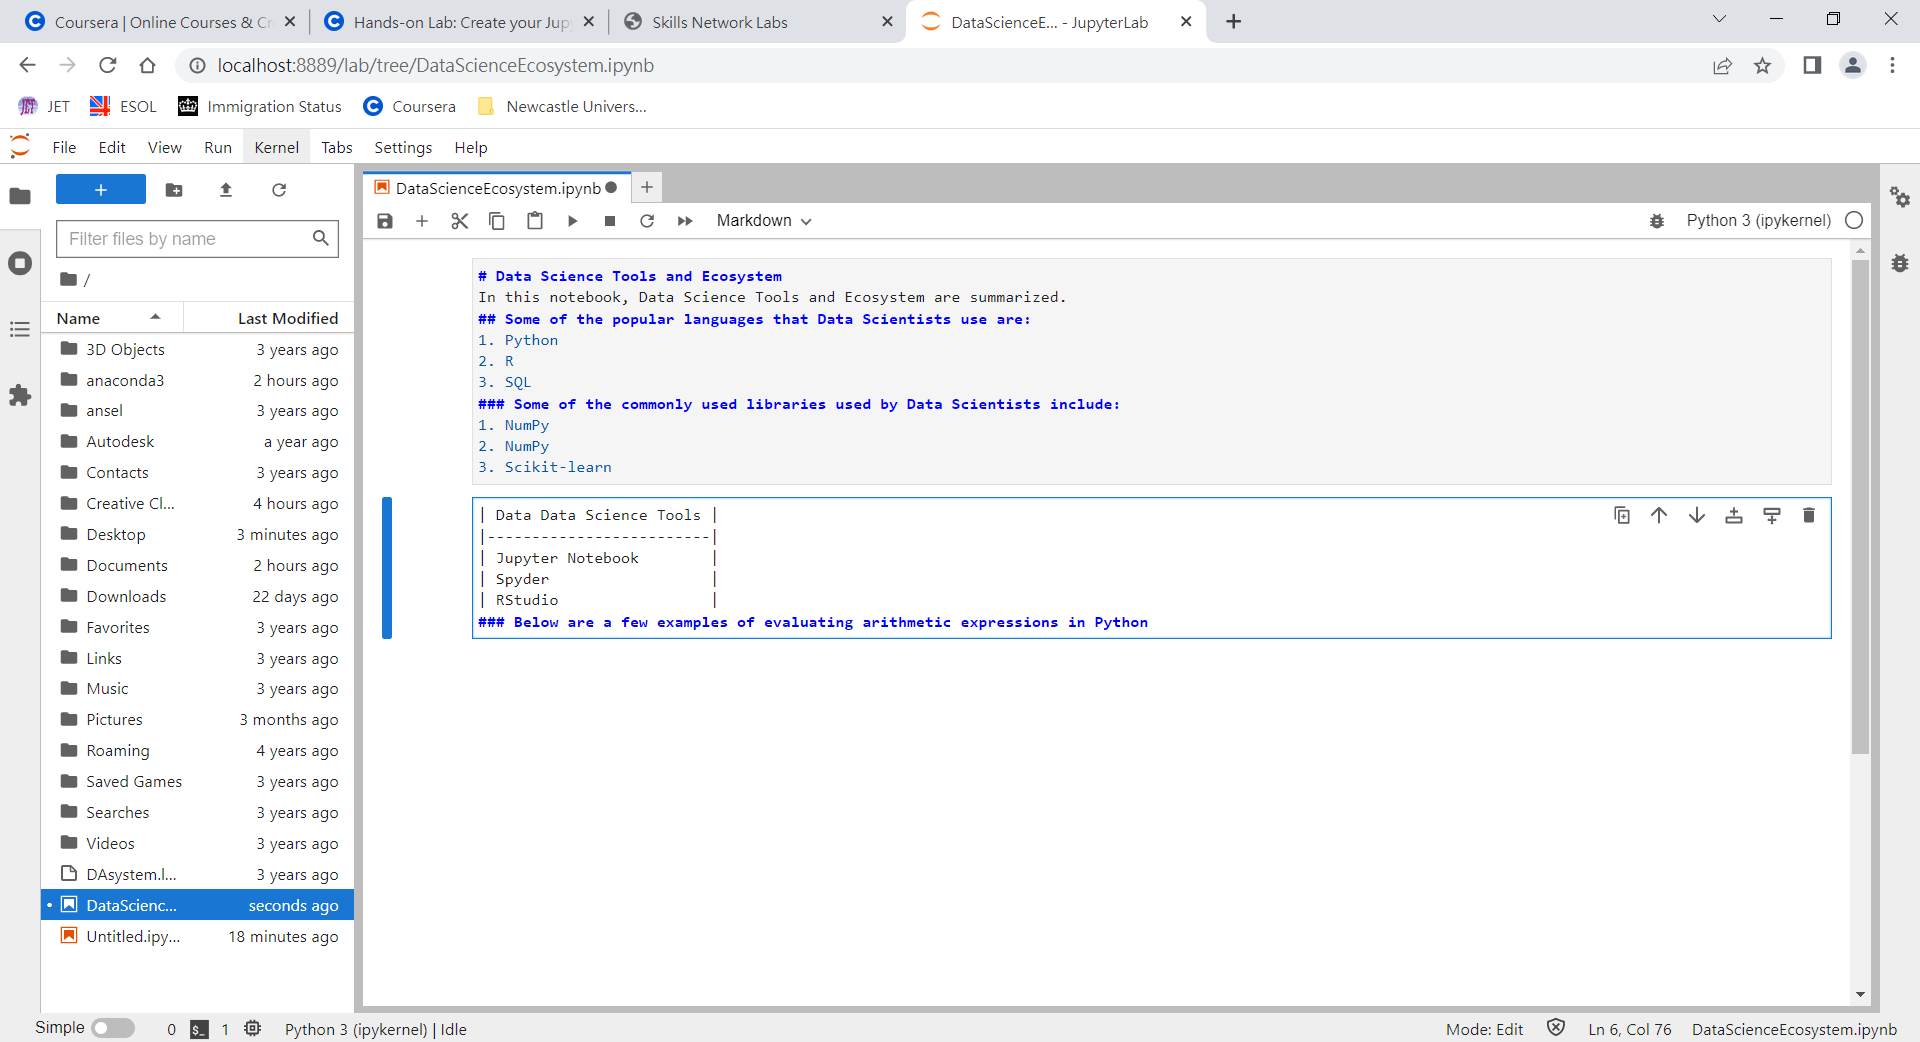 Coursera | Online Courses & Cr
Hands-on Lab: Create your Jup
Skills Network Labs
DataScienceE... - JupyterLab
localhost:8889/lab/tree/DataScienceEcosystem.ipynb
JET
ESOL
Immigration Status
Coursera
Newcastle Univers...
File Edit View Run Kernel Tabs Settings Help
DataScienceEcosystem.ipynb
Filter files by name
Markdown
Python 3 (ipykernel)
/
Name Last Modified
3D Objects 3 years ago
anaconda3 2 hours ago
ansel 3 years ago
Autodesk a year ago
Contacts 3 years ago
Creative Cl... 4 hours ago
Desktop 3 minutes ago
Documents 2 hours ago
Downloads 22 days ago
Favorites 3 years ago
Links 3 years ago
Music 3 years ago
Pictures 3 months ago
Roaming 4 years ago
Saved Games 3 years ago
Searches 3 years ago
Videos 3 years ago
DAsystem.l... 3 years ago
DataScienc... seconds ago
Untitled.ipy... 18 minutes ago
# Data Science Tools and Ecosystem
In this notebook, Data Science Tools and Ecosystem are summarized.
## Some of the popular languages that Data Scientists use are:
1. Python
2. R
3. SQL
### Some of the commonly used libraries used by Data Scientists include:
1. NumPy
2. NumPy
3. Scikit-learn
| Data Data Science Tools |
|-------------------------|
| Jupyter Notebook |
| Spyder |
| RStudio |
### Below are a few examples of evaluating arithmetic expressions in Python
Simple 0 $_ 1 Python 3 (ipykernel) | Idle
Mode: Edit Ln 6, Col 76 DataScienceEcosystem.ipynb